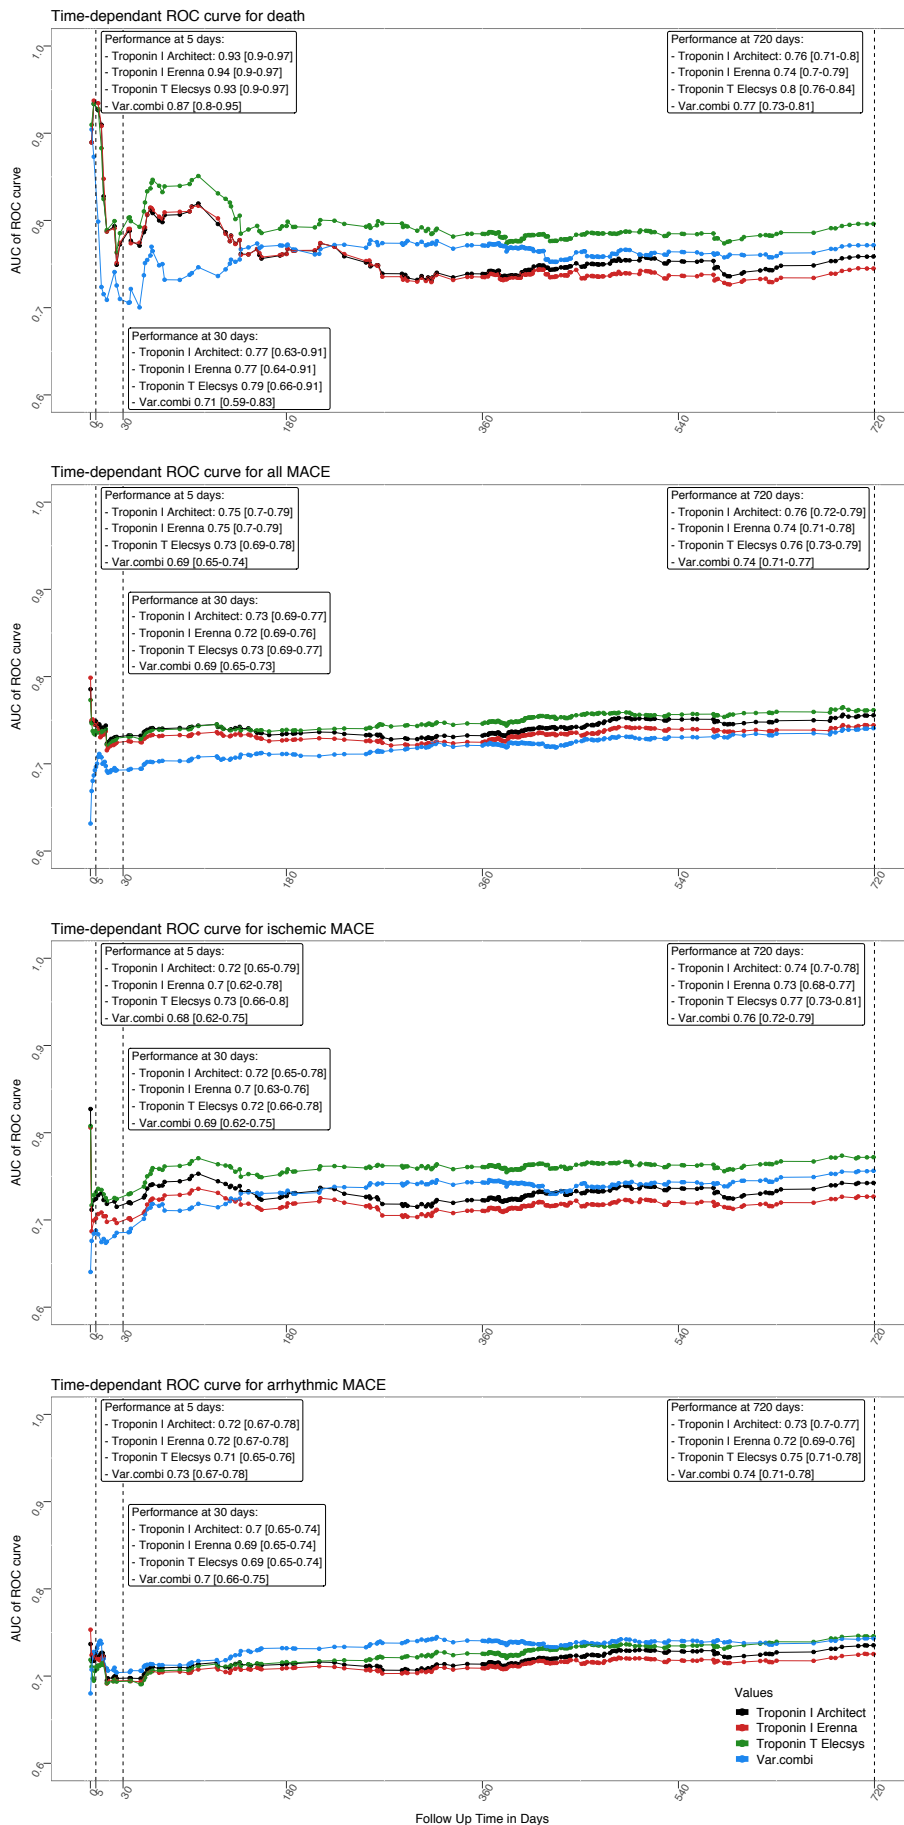 Time-dependant ROC curve for death
Performance at 5 days:
- Troponin I Architect: 0.93 [0.9-0.97]
- Troponin I Erenna 0.94 [0.9-0.97]
- Troponin T Elecsys 0.93 [0.9-0.97]
- Var.combi 0.87 [0.8-0.95]
Performance at 720 days:
- Troponin I Architect: 0.76 [0.71-0.8]
- Troponin I Erenna 0.74 [0.7-0.79]
- Troponin T Elecsys 0.8 [0.76-0.84]
- Var.combi 0.77 [0.73-0.81]
Performance at 30 days:
- Troponin I Architect: 0.77 [0.63-0.91]
- Troponin I Erenna 0.77 [0.64-0.91]
- Troponin T Elecsys 0.79 [0.66-0.91]
- Var.combi 0.71 [0.59-0.83]
AUC of ROC curve
1.0
0.9
0.8
0.7
0.6
0 5 30 180 360 540 720
Time-dependant ROC curve for all MACE
Performance at 5 days:
- Troponin I Architect: 0.75 [0.7-0.79]
- Troponin I Erenna 0.75 [0.7-0.79]
- Troponin T Elecsys 0.73 [0.69-0.78]
- Var.combi 0.69 [0.65-0.74]
Performance at 720 days:
- Troponin I Architect: 0.76 [0.72-0.79]
- Troponin I Erenna 0.74 [0.71-0.78]
- Troponin T Elecsys 0.76 [0.73-0.79]
- Var.combi 0.74 [0.71-0.77]
Performance at 30 days:
- Troponin I Architect: 0.73 [0.69-0.77]
- Troponin I Erenna 0.72 [0.69-0.76]
- Troponin T Elecsys 0.73 [0.69-0.77]
- Var.combi 0.69 [0.65-0.73]
AUC of ROC curve
1.0
0.9
0.8
0.7
0.6
0 5 30 180 360 540 720
Time-dependant ROC curve for ischemic MACE
Performance at 5 days:
- Troponin I Architect: 0.72 [0.65-0.79]
- Troponin I Erenna 0.7 [0.62-0.78]
- Troponin T Elecsys 0.73 [0.66-0.8]
- Var.combi 0.68 [0.62-0.75]
Performance at 720 days:
- Troponin I Architect: 0.74 [0.7-0.78]
- Troponin I Erenna 0.73 [0.68-0.77]
- Troponin T Elecsys 0.77 [0.73-0.81]
- Var.combi 0.76 [0.72-0.79]
Performance at 30 days:
- Troponin I Architect: 0.72 [0.65-0.78]
- Troponin I Erenna 0.7 [0.63-0.76]
- Troponin T Elecsys 0.72 [0.66-0.78]
- Var.combi 0.69 [0.62-0.75]
AUC of ROC curve
1.0
0.9
0.8
0.7
0.6
0 5 30 180 360 540 720
Time-dependant ROC curve for arrhythmic MACE
Performance at 5 days:
- Troponin I Architect: 0.72 [0.67-0.78]
- Troponin I Erenna 0.72 [0.67-0.78]
- Troponin T Elecsys 0.71 [0.65-0.76]
- Var.combi 0.73 [0.67-0.78]
Performance at 720 days:
- Troponin I Architect: 0.73 [0.7-0.77]
- Troponin I Erenna 0.72 [0.69-0.76]
- Troponin T Elecsys 0.75 [0.71-0.78]
- Var.combi 0.74 [0.71-0.78]
Performance at 30 days:
- Troponin I Architect: 0.7 [0.65-0.74]
- Troponin I Erenna 0.69 [0.65-0.74]
- Troponin T Elecsys 0.69 [0.65-0.74]
- Var.combi 0.7 [0.66-0.75]
AUC of ROC curve
1.0
0.9
0.8
0.7
0.6
Values
Troponin I Architect
Troponin I Erenna
Troponin T Elecsys
Var.combi
0 5 30 180 360 540 720
Follow Up Time in Days